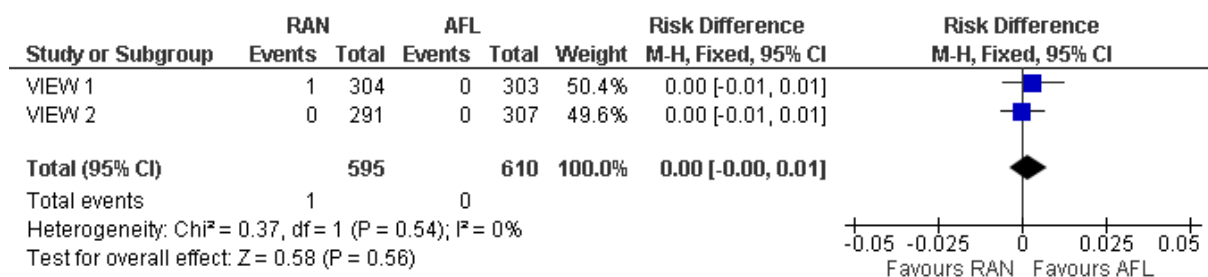 RAN AFL Risk Difference Risk Difference
Study or Subgroup Events Total Events Total Weight M-H, Fixed, 95% CI M-H, Fixed, 95% CI
VIEW 1 1 304 0 303 50.4% 0.00 [-0.01, 0.01]
VIEW 2 0 291 0 307 49.6% 0.00 [-0.01, 0.01]
Total (95% CI) 595 610 100.0% 0.00 [-0.00, 0.01]
Total events 1 0
Heterogeneity: Chi² = 0.37, df = 1 (P = 0.54); I² = 0%
Test for overall effect: Z = 0.58 (P = 0.56)
-0.05 -0.025 0 0.025 0.05
Favours RAN Favours AFL